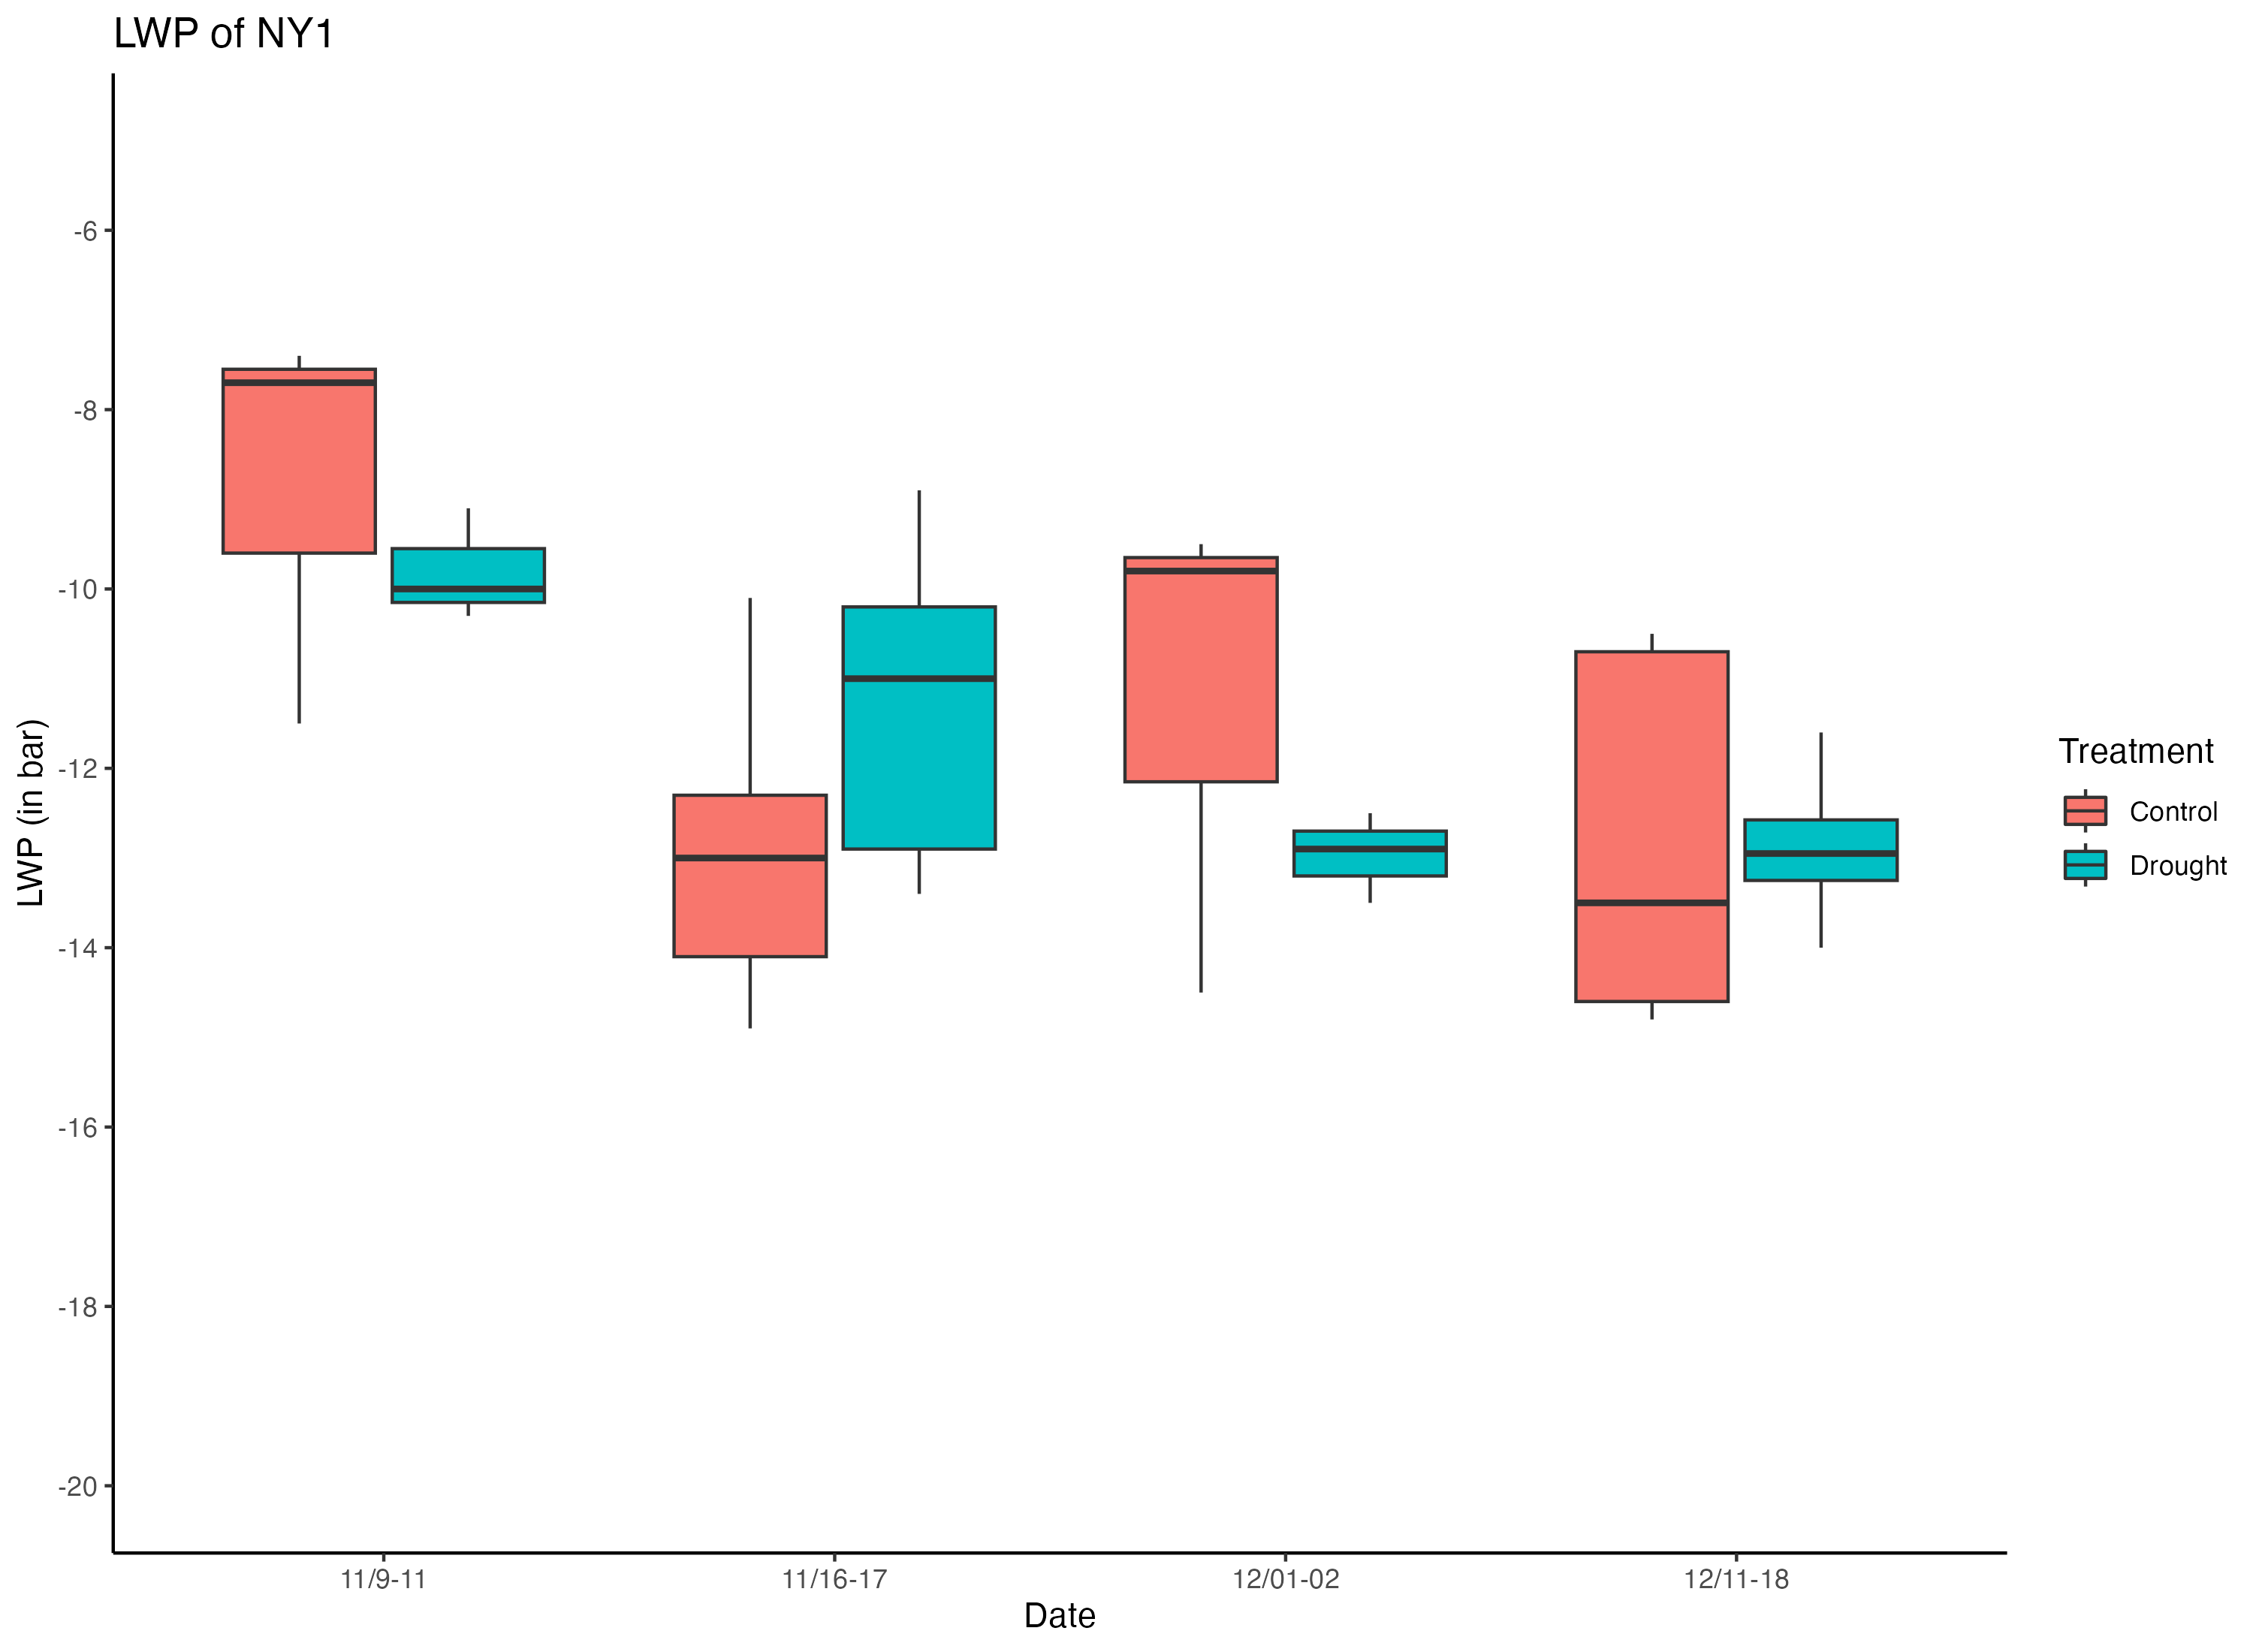 LWP of NY1
LWP (in bar)
-6
-8
-10
-12
-14
-16
-18
-20
11/9-11
11/16-17
12/01-02
12/11-18
Date
Treatment
Control
Drought